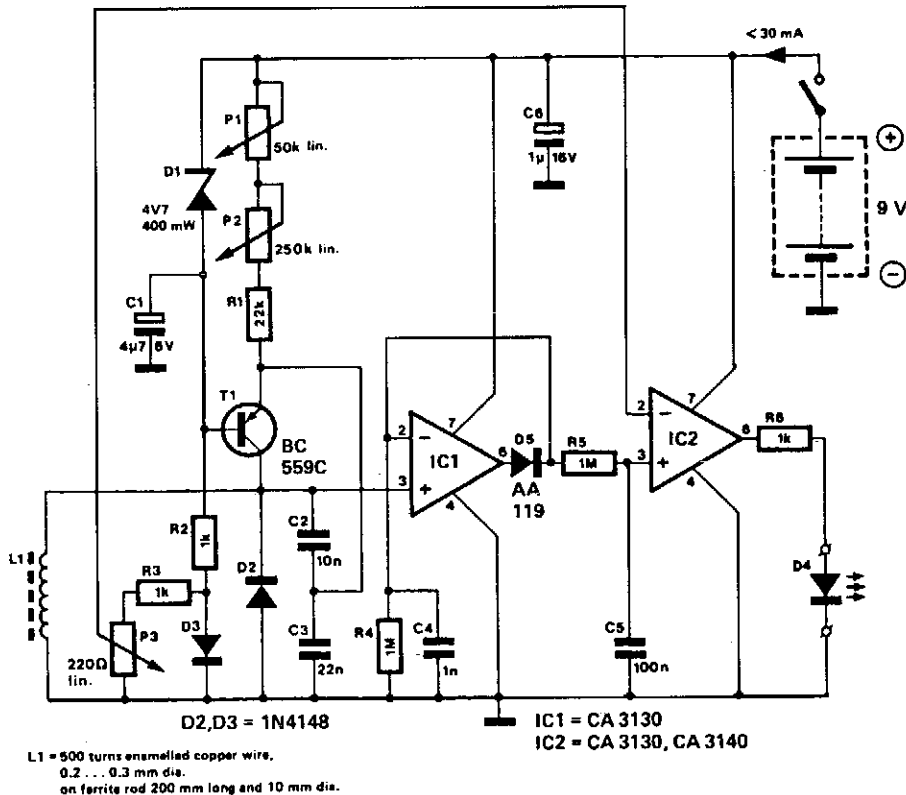 <30 mA
P1
50k lin.
C6
1µ 16V
+
9 V
−
D1
4V7
400 mW
P2
250k lin.
R1
22k
C1
4µ7 6V
T1
BC
559C
2
−
7
IC1
6
3
+
4
D5
AA
119
R5
1M
2
−
7
IC2
6
3
+
4
R6
1k
L1
R2
1k
R3
1k
D2
C2
10n
D3
P3
220Ω
lin.
C3
22n
R4
1M
C4
1n
C5
100n
D4
D2,D3 = 1N4148
IC1 = CA 3130
IC2 = CA 3130, CA 3140
L1 = 500 turns enamelled copper wire,
0.2 . . . 0.3 mm dia.
on ferrite rod 200 mm long and 10 mm dia.